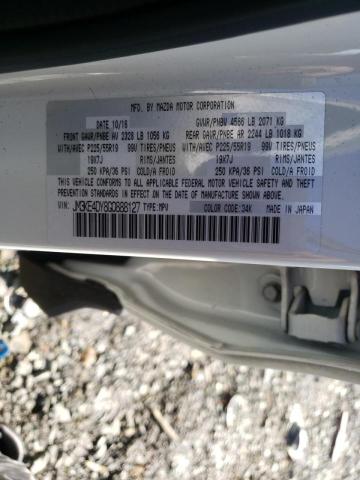 MFD. BY MAZDA MOTOR CORPORATION
DATE 10/16 GVWR/PNBV 4566 LB 2071 KG
FRONT GAWR/PNBE AV 2328 LB 1056 KG REAR GAWR/PNBE AR 2244 LB 1018 KG
WITH/AVEC P225/55R19 99V TIRES/PNEUS WITH/AVEC P225/55R19 99V TIRES/PNEUS
19X7J RIMS/JANTES 19X7J RIMS/JANTES
250 KPA/36 PSI COLD/A FROID 250 KPA/36 PSI COLD/A FROID
THIS VEHICLE CONFORMS TO ALL APPLICABLE FEDERAL MOTOR VEHICLE SAFETY
STANDARDS IN EFFECT ON THE DATE OF MANUFACTURE SHOWN ABOVE.
VIN: JM3KE4DY8G0888127 TYPE: MPV COLOR CODE: 34K
MADE IN JAPAN